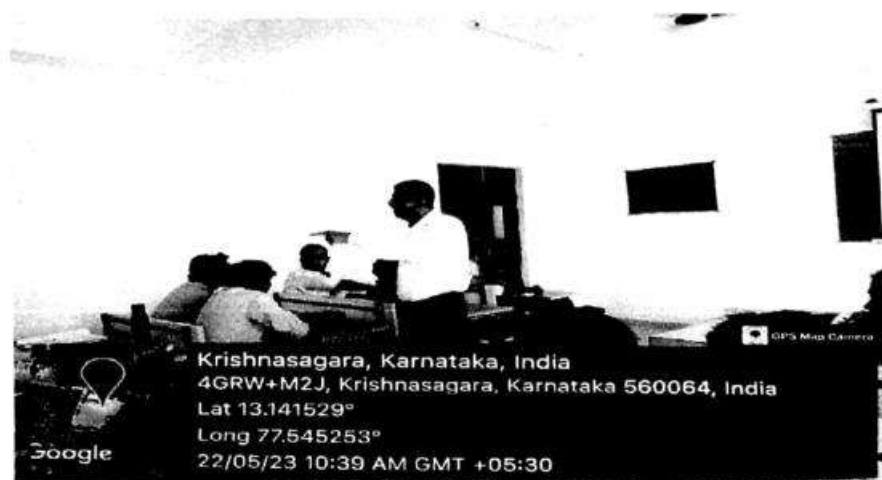 GPS Map Camera
Krishnasagara, Karnataka, India
4GRW+M2J, Krishnasagara, Karnataka 560064, India
Lat 13.141529°
Long 77.545253°
22/05/23 10:39 AM GMT +05:30
Google